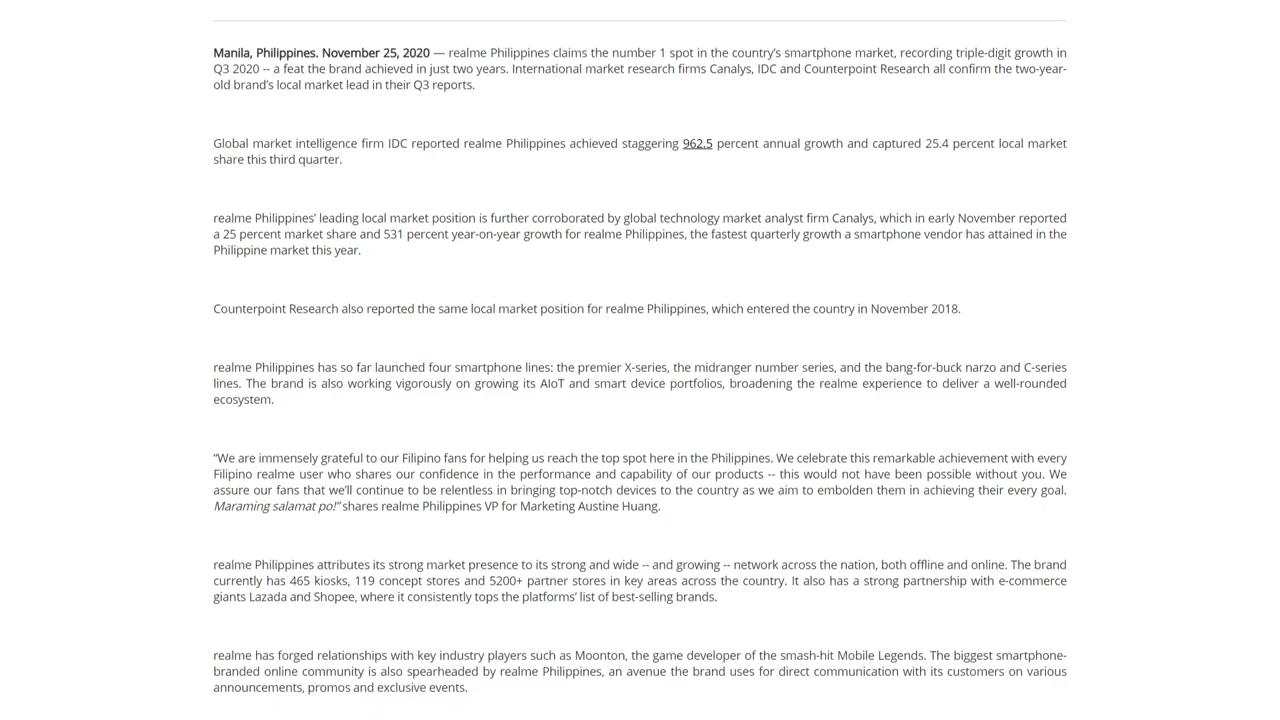 Manila, Philippines. November 25, 2020 — realme Philippines claims the number 1 spot in the country's smartphone market, recording triple-digit growth in
Q3 2020 -- a feat the brand achieved in just two years. International market research firms Canalys, IDC and Counterpoint Research all confirm the two-year-
old brand's local market lead in their Q3 reports.
Global market intelligence firm IDC reported realme Philippines achieved staggering 962.5 percent annual growth and captured 25.4 percent local market
share this third quarter.
realme Philippines' leading local market position is further corroborated by global technology market analyst firm Canalys, which in early November reported
a 25 percent market share and 531 percent year-on-year growth for realme Philippines, the fastest quarterly growth a smartphone vendor has attained in the
Philippine market this year.
Counterpoint Research also reported the same local market position for realme Philippines, which entered the country in November 2018.
realme Philippines has so far launched four smartphone lines: the premier X-series, the midranger number series, and the bang-for-buck narzo and C-series
lines. The brand is also working vigorously on growing its AIoT and smart device portfolios, broadening the realme experience to deliver a well-rounded
ecosystem.
“We are immensely grateful to our Filipino fans for helping us reach the top spot here in the Philippines. We celebrate this remarkable achievement with every
Filipino realme user who shares our confidence in the performance and capability of our products -- this would not have been possible without you. We
assure our fans that we'll continue to be relentless in bringing top-notch devices to the country as we aim to embolden them in achieving their every goal.
Maraming salamat po!” shares realme Philippines VP for Marketing Austine Huang.
realme Philippines attributes its strong market presence to its strong and wide -- and growing -- network across the nation, both offline and online. The brand
currently has 465 kiosks, 119 concept stores and 5200+ partner stores in key areas across the country. It also has a strong partnership with e-commerce
giants Lazada and Shopee, where it consistently tops the platforms' list of best-selling brands.
realme has forged relationships with key industry players such as Moonton, the game developer of the smash-hit Mobile Legends. The biggest smartphone-
branded online community is also spearheaded by realme Philippines, an avenue the brand uses for direct communication with its customers on various
announcements, promos and exclusive events.